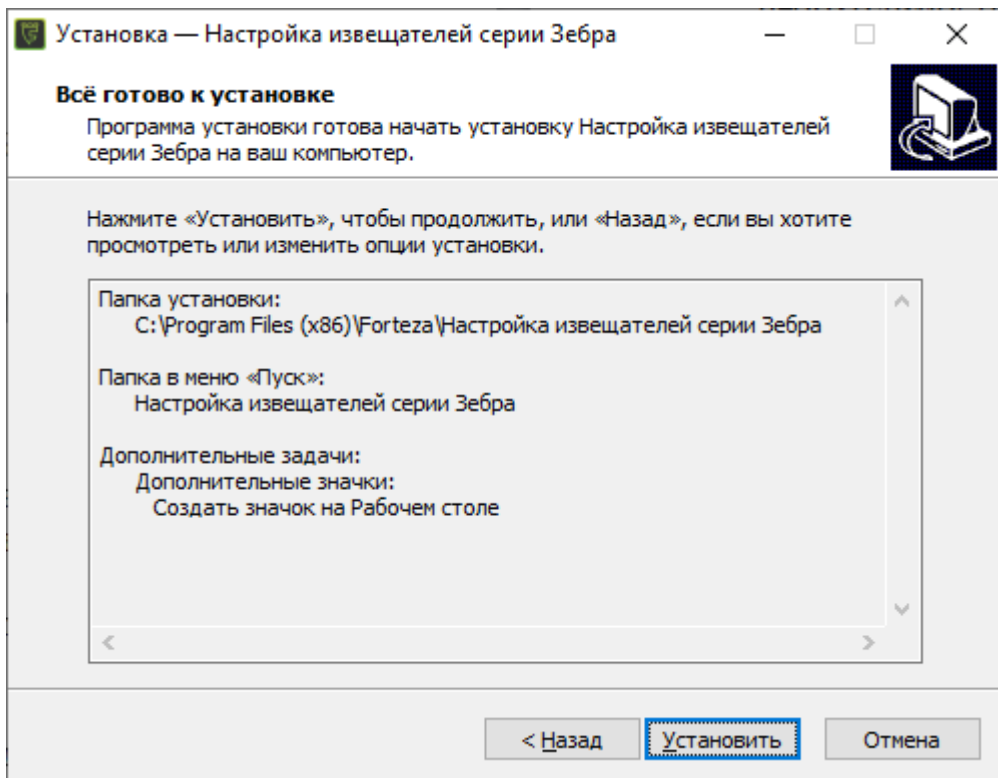 Установка — Настройка извещателей серии Зебра
Всё готово к установке
Программа установки готова начать установку Настройка извещателей
серии Зебра на ваш компьютер.
Нажмите «Установить», чтобы продолжить, или «Назад», если вы хотите
просмотреть или изменить опции установки.
Папка установки:
C:\Program Files (x86)\Forteza\Настройка извещателей серии Зебра
Папка в меню «Пуск»:
Настройка извещателей серии Зебра
Дополнительные задачи:
Дополнительные значки:
Создать значок на Рабочем столе
< Назад
Установить
Отмена